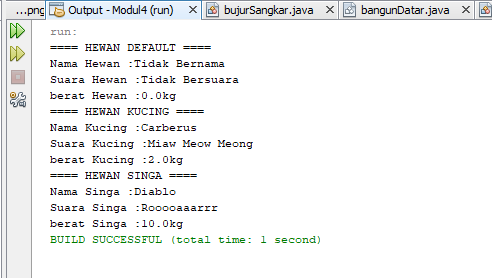 ...png Output - Modul4 (run) bujurSangkar.java bangunDatar.java
run:
==== HEWAN DEFAULT ====
Nama Hewan :Tidak Bernama
Suara Hewan :Tidak Bersuara
berat Hewan :0.0kg
==== HEWAN KUCING ====
Nama Kucing :Carberus
Suara Kucing :Miaw Meow Meong
berat Kucing :2.0kg
==== HEWAN SINGA ====
Nama Singa :Diablo
Suara Singa :Rooooaaarrr
berat Singa :10.0kg
BUILD SUCCESSFUL (total time: 1 second)